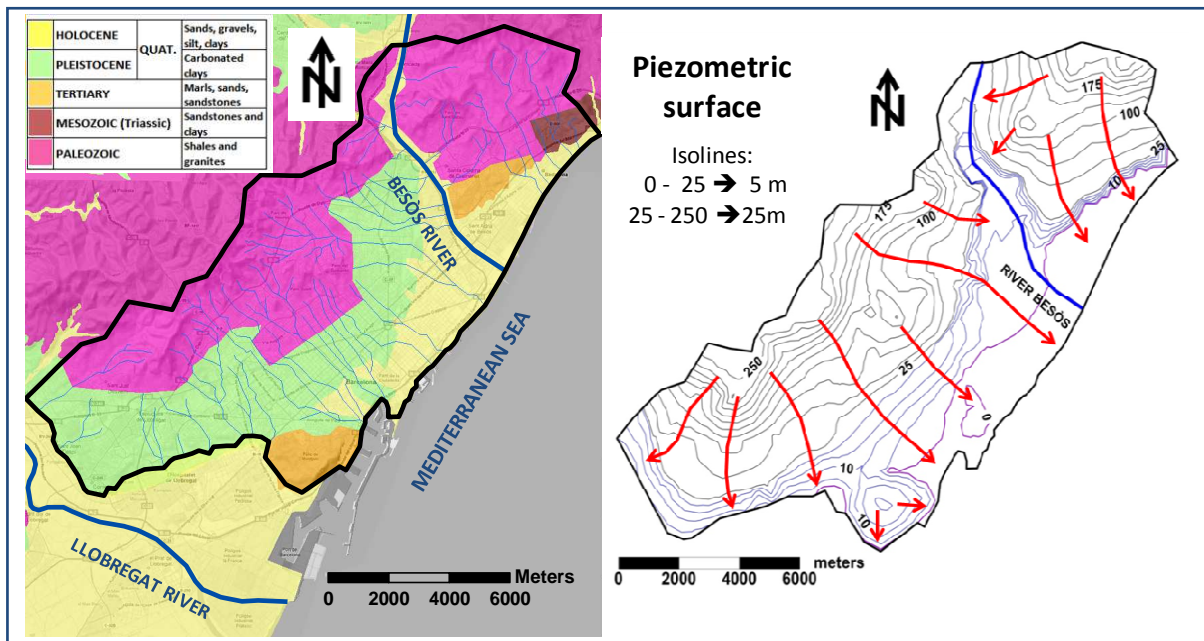 HOLOCENE
QUAT.
Sands, gravels,
silt, clays
PLEISTOCENE
Carbonated
clays
TERTIARY
Marls, sands,
sandstones
MESOZOIC (Triassic)
Sandstones and
clays
PALEOZOIC
Shales and
granites
N
BESÒS RIVER
Barcelona
MEDITERRANEAN SEA
LLOBREGAT RIVER
Meters
0 2000 4000 6000
Piezometric
surface
N
Isolines:
0 - 25 → 5 m
25 - 250 → 25m
175
100
25
10
175
100
RIVER BESÒS
250
25
0
10
10
meters
0 2000 4000 6000